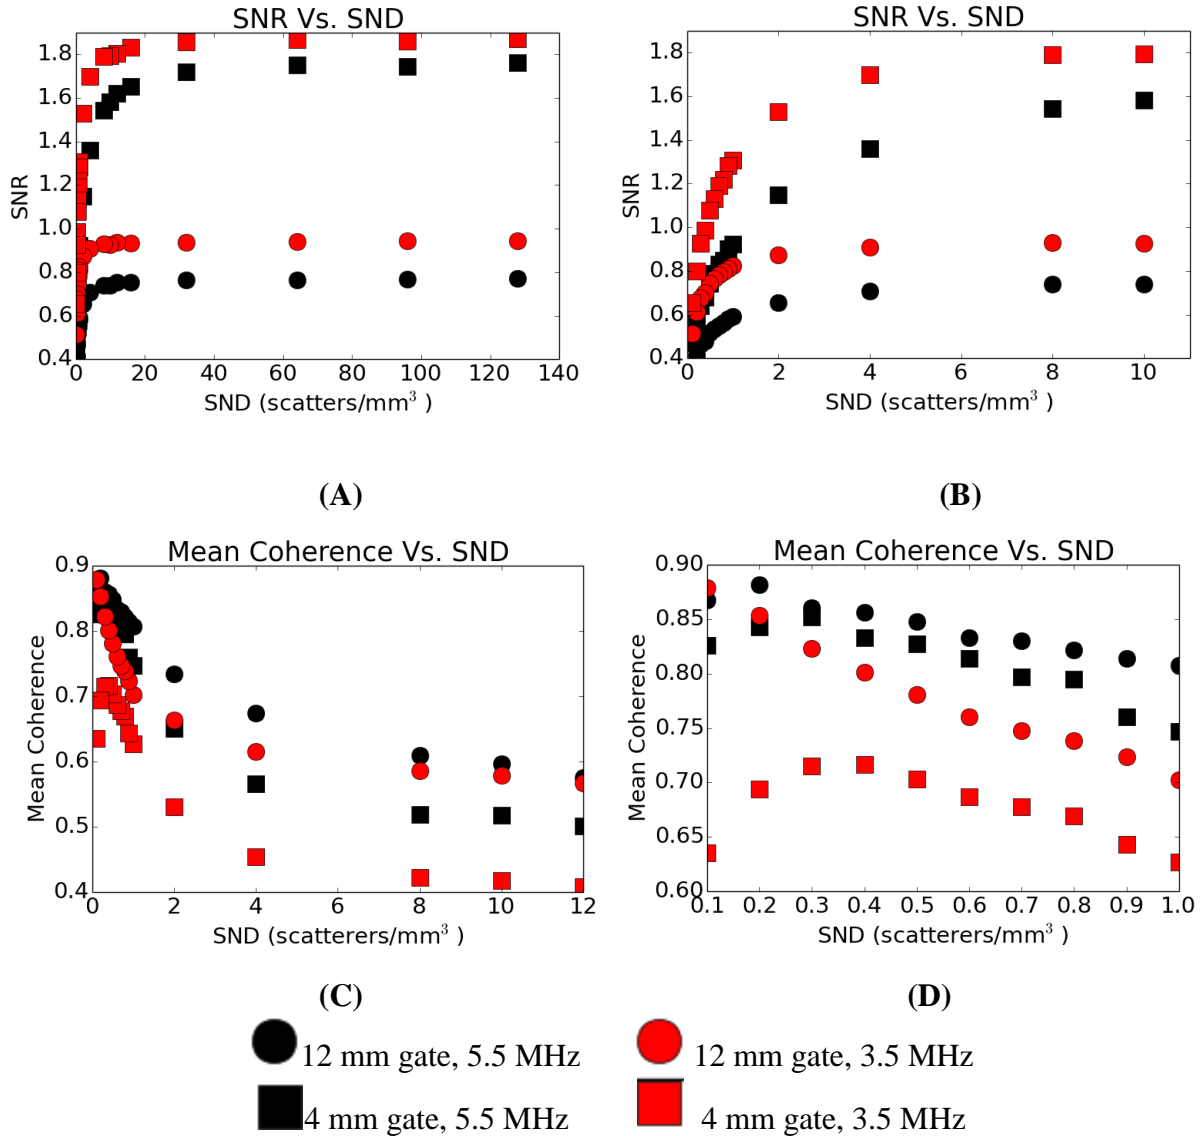 SNR Vs. SND
SNR
1.8
1.6
1.4
1.2
1.0
0.8
0.6
0.4
0 20 40 60 80 100 120 140
SND (scatters/mm³ )
(A)
SNR Vs. SND
SNR
1.8
1.6
1.4
1.2
1.0
0.8
0.6
0.4
0 2 4 6 8 10
SND (scatters/mm³ )
(B)
Mean Coherence Vs. SND
Mean Coherence
0.9
0.8
0.7
0.6
0.5
0.4
0 2 4 6 8 10 12
SND (scatterers/mm³ )
(C)
Mean Coherence Vs. SND
Mean Coherence
0.90
0.85
0.80
0.75
0.70
0.65
0.60
0.1 0.2 0.3 0.4 0.5 0.6 0.7 0.8 0.9 1.0
SND (scatterers/mm³ )
(D)
12 mm gate, 5.5 MHz
12 mm gate, 3.5 MHz
4 mm gate, 5.5 MHz
4 mm gate, 3.5 MHz